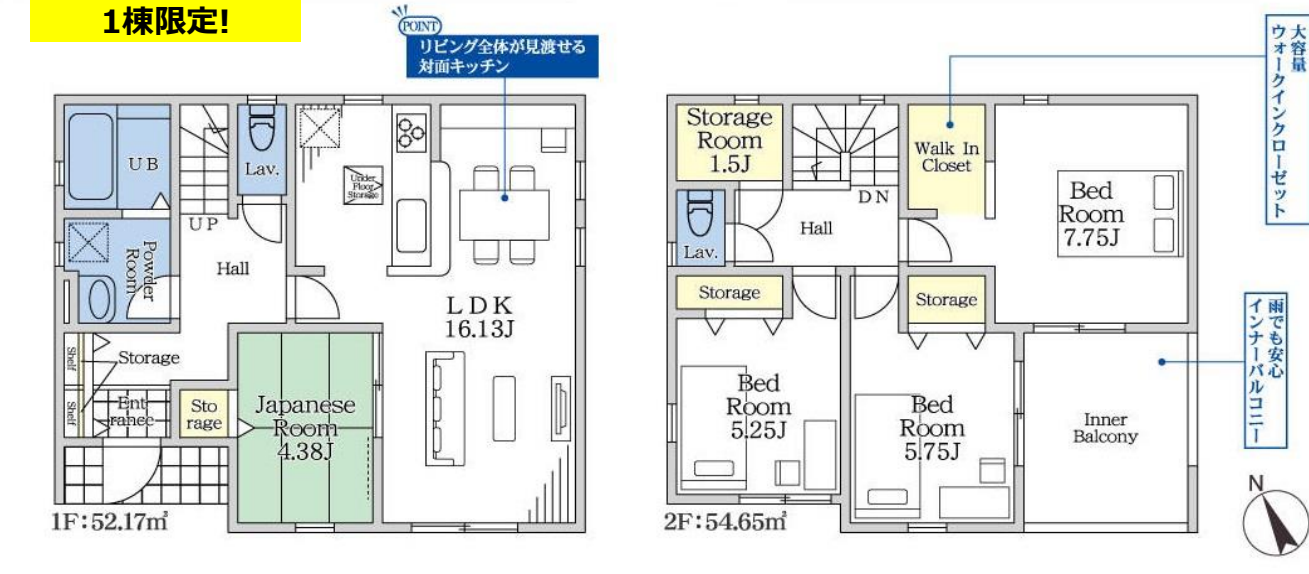 1棟限定!
POINT
リビング全体が見渡せる
対面キッチン
UB
Lav.
UP
Under
Floor
Storage
Powder
Room
Hall
LDK
16.13J
Storage
Shelf
Shelf
Ent
rance
Sto
rage
Japanese
Room
4.38J
1F:52.17㎡
Storage
Room
1.5J
DN
Walk In
Closet
Bed
Room
7.75J
Lav.
Hall
Storage
Storage
Bed
Room
5.25J
Bed
Room
5.75J
Inner
Balcony
2F:54.65㎡
大容量
ウォークインクローゼット
雨でも安心
インナーバルコニー
N